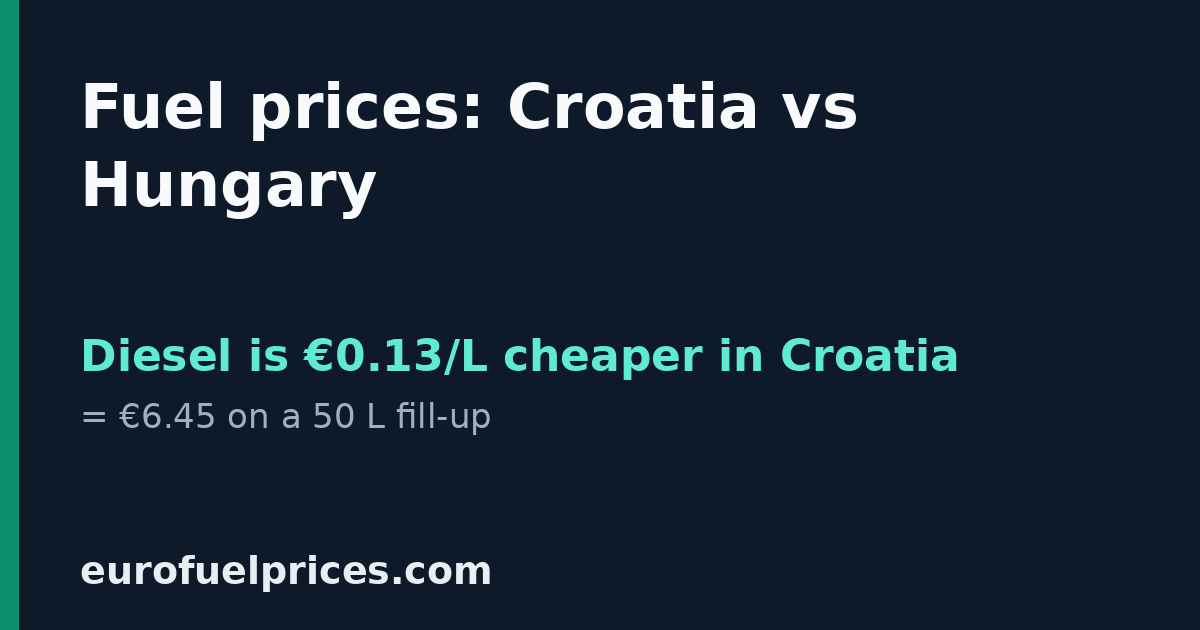 Fuel prices: Croatia vs
Hungary
Diesel is €0.13/L cheaper in Croatia
= €6.45 on a 50 L fill-up
eurofuelprices.com